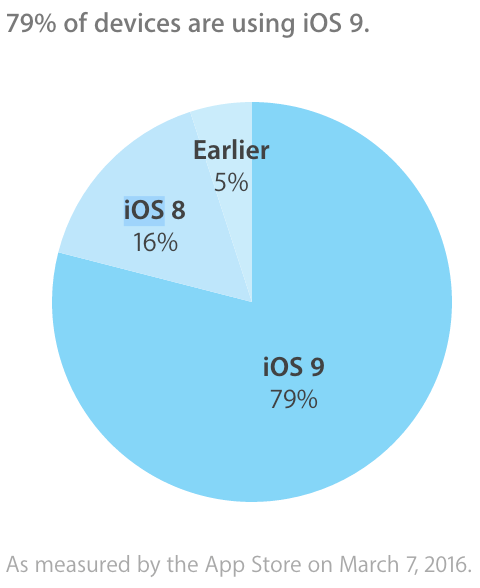 79% of devices are using iOS 9.
Earlier
5%
iOS 8
16%
iOS 9
79%
As measured by the App Store on March 7, 2016.